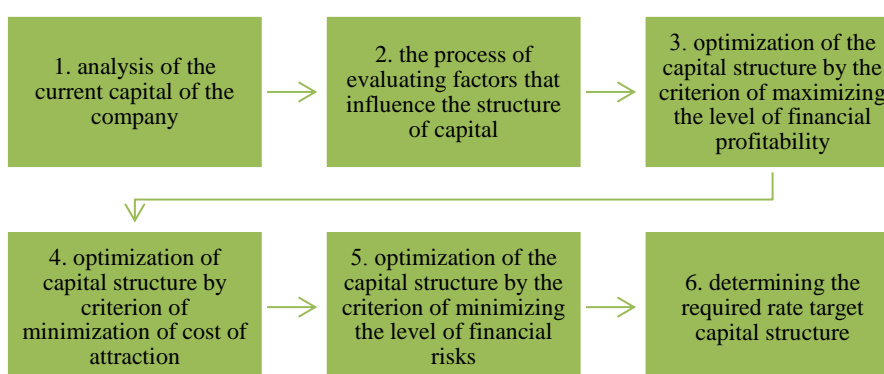 1. analysis of the
current capital of the
company
2. the process of
evaluating factors that
influence the structure
of capital
3. optimization of the
capital structure by the
criterion of maximizing
the level of financial
profitability
4. optimization of
capital structure by
criterion of
minimization of cost of
attraction
5. optimization of the
capital structure by the
criterion of minimizing
the level of financial
risks
6. determining the
required rate target
capital structure